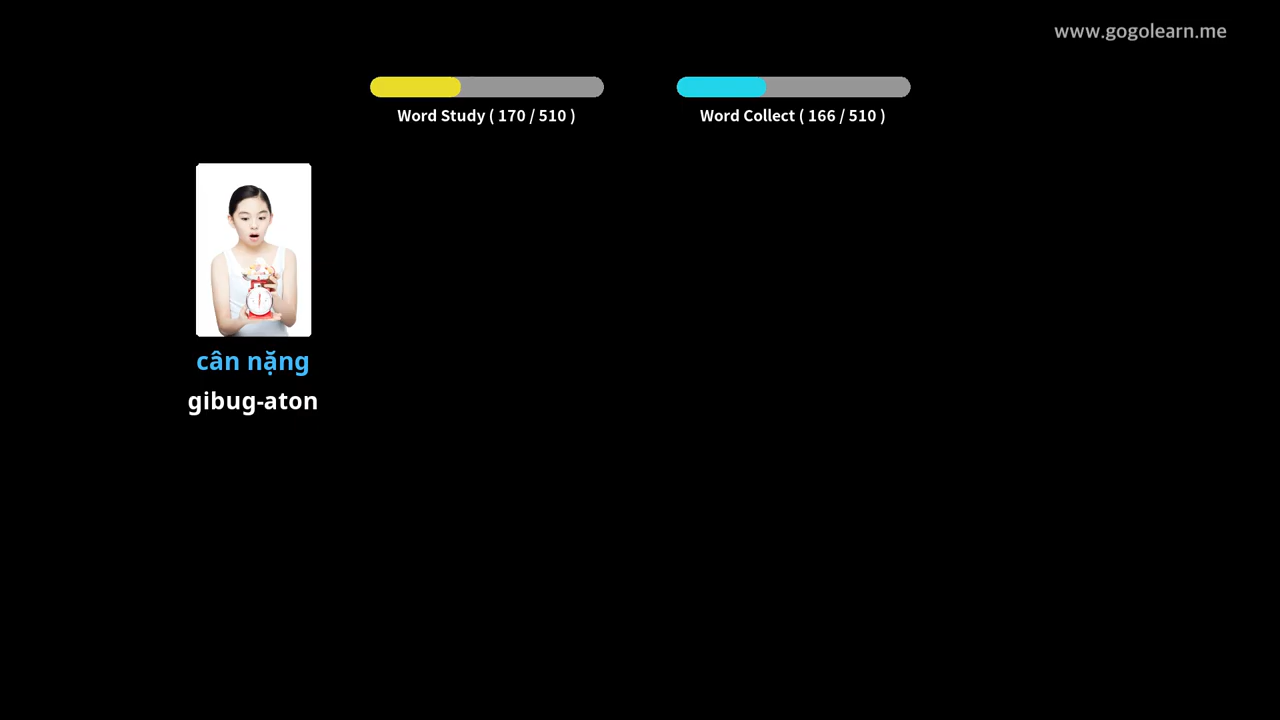 www.gogolearn.me
Word Study ( 170 / 510 )
Word Collect ( 166 / 510 )
cân nặng
gibug-aton